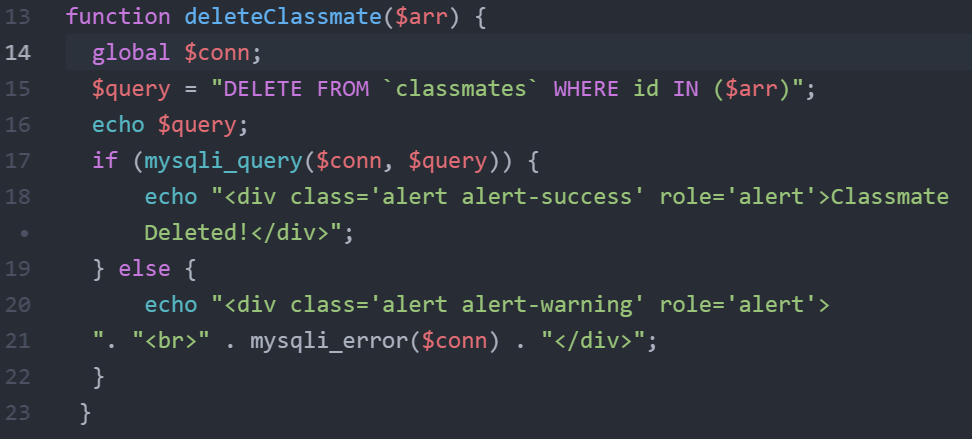 13 function deleteClassmate($arr) {
14 global $conn;
15 $query = "DELETE FROM `classmates` WHERE id IN ($arr)";
16 echo $query;
17 if (mysqli_query($conn, $query)) {
18 echo "<div class='alert alert-success' role='alert'>Classmate
• Deleted!</div>";
19 } else {
20 echo "<div class='alert alert-warning' role='alert'>
21 ". "<br>" . mysqli_error($conn) . "</div>";
22 }
23 }